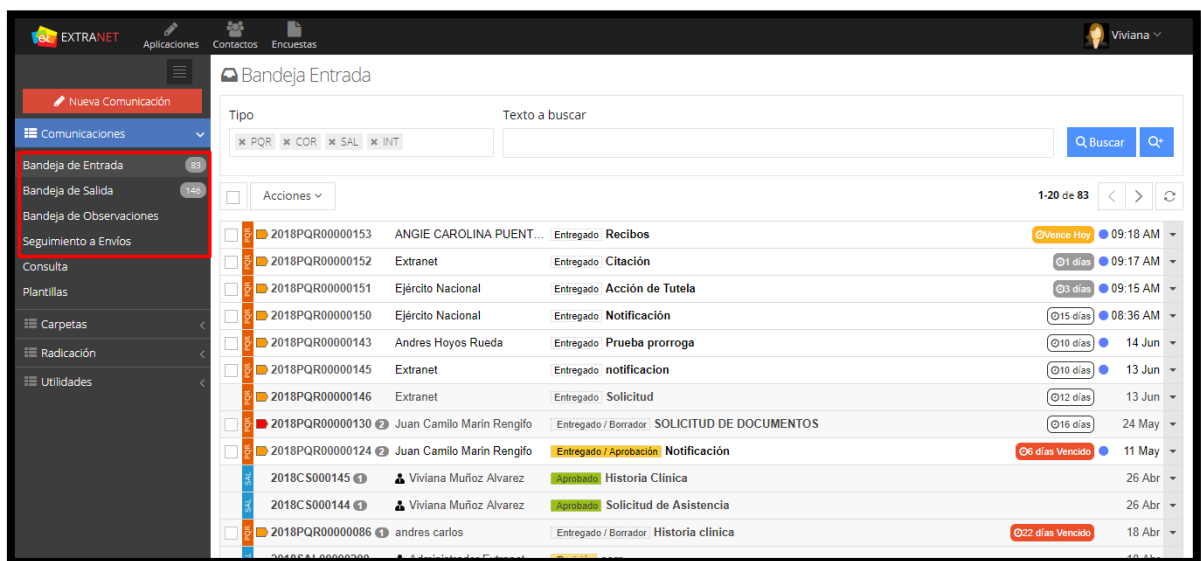 EXTRANET
Aplicaciones Contactos Encuestas
Viviana
Nueva Comunicación
Comunicaciones
Bandeja de Entrada 83
Bandeja de Salida 146
Bandeja de Observaciones
Seguimiento a Envíos
Consulta
Plantillas
Carpetas
Radicación
Utilidades
Bandeja Entrada
Tipo Texto a buscar
PQR COR SAL INT
Buscar
Acciones 1-20 de 83
PQR 2018PQR00000153 ANGIE CAROLINA PUENT... Entregado Recibos Vence Hoy 09:18 AM
PQR 2018PQR00000152 Extranet Entregado Citación 1 días 09:17 AM
PQR 2018PQR00000151 Ejército Nacional Entregado Acción de Tutela 3 días 09:15 AM
PQR 2018PQR00000150 Ejército Nacional Entregado Notificación 15 días 08:36 AM
PQR 2018PQR00000143 Andres Hoyos Rueda Entregado Prueba prorroga 10 días 14 Jun
PQR 2018PQR00000145 Extranet Entregado notificacion 10 días 13 Jun
PQR 2018PQR00000146 Extranet Entregado Solicitud 12 días 13 Jun
PQR 2018PQR00000130 2 Juan Camilo Marin Rengifo Entregado / Borrador SOLICITUD DE DOCUMENTOS 16 días 24 May
PQR 2018PQR00000124 2 Juan Camilo Marin Rengifo Entregado / Aprobación Notificación 6 días Vencido 11 May
SAL 2018CS000145 1 Viviana Muñoz Alvarez Aprobado Historia Clínica 26 Abr
SAL 2018CS000144 1 Viviana Muñoz Alvarez Aprobado Solicitud de Asistencia 26 Abr
PQR 2018PQR00000086 1 andres carlos Entregado / Borrador Historia clinica 22 días Vencido 18 Abr